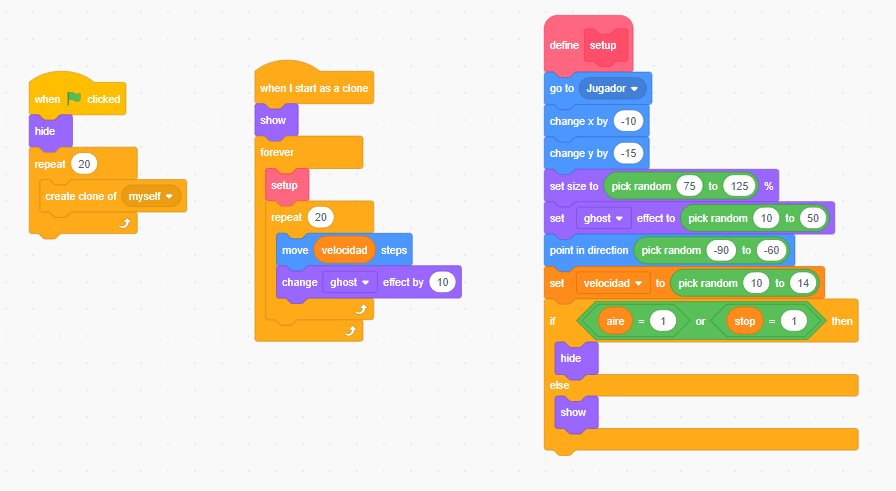 when clicked
hide
repeat 20
create clone of myself
when I start as a clone
show
forever
setup
repeat 20
move velocidad steps
change ghost effect by 10
define setup
go to Jugador
change x by -10
change y by -15
set size to pick random 75 to 125 %
set ghost effect to pick random 10 to 50
point in direction pick random -90 to -60
set velocidad to pick random 10 to 14
if aire = 1 or stop = 1 then
hide
else
show